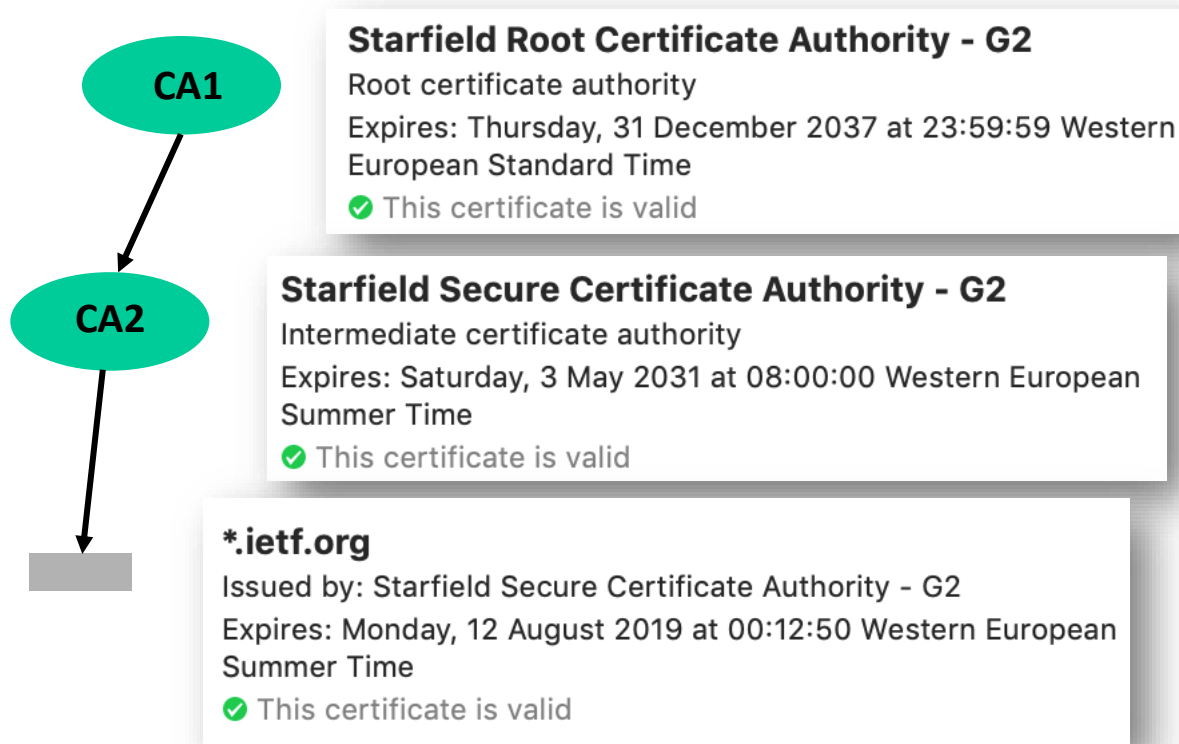 CA1
Starfield Root Certificate Authority - G2
Root certificate authority
Expires: Thursday, 31 December 2037 at 23:59:59 Western
European Standard Time
This certificate is valid
CA2
Starfield Secure Certificate Authority - G2
Intermediate certificate authority
Expires: Saturday, 3 May 2031 at 08:00:00 Western European
Summer Time
This certificate is valid
*.ietf.org
Issued by: Starfield Secure Certificate Authority - G2
Expires: Monday, 12 August 2019 at 00:12:50 Western European
Summer Time
This certificate is valid